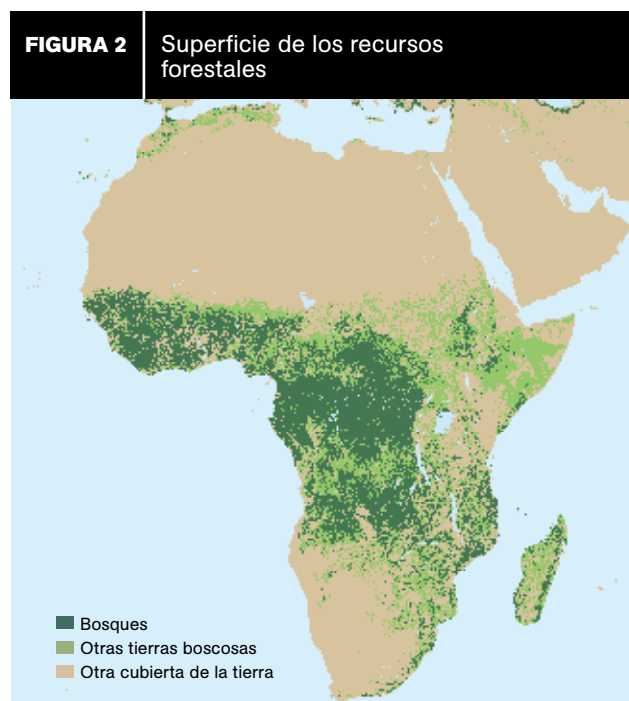 FIGURA 2
Superficie de los recursos
forestales
Bosques
Otras tierras boscosas
Otra cubierta de la tierra